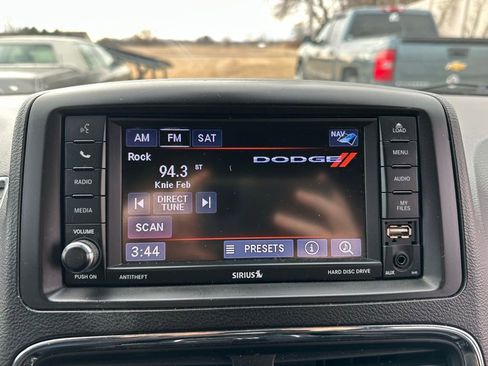 AM FM SAT NAV
Rock
94.3 ST
Knie Feb
DODGE
DIRECT
TUNE
SCAN
3:44 PRESETS
RADIO
MEDIA
VOLUME
PUSH ON
LOAD
MENU
AUDIO
MY
FILES
AUX
ANTITHEFT SIRIUS HARD DISC DRIVE